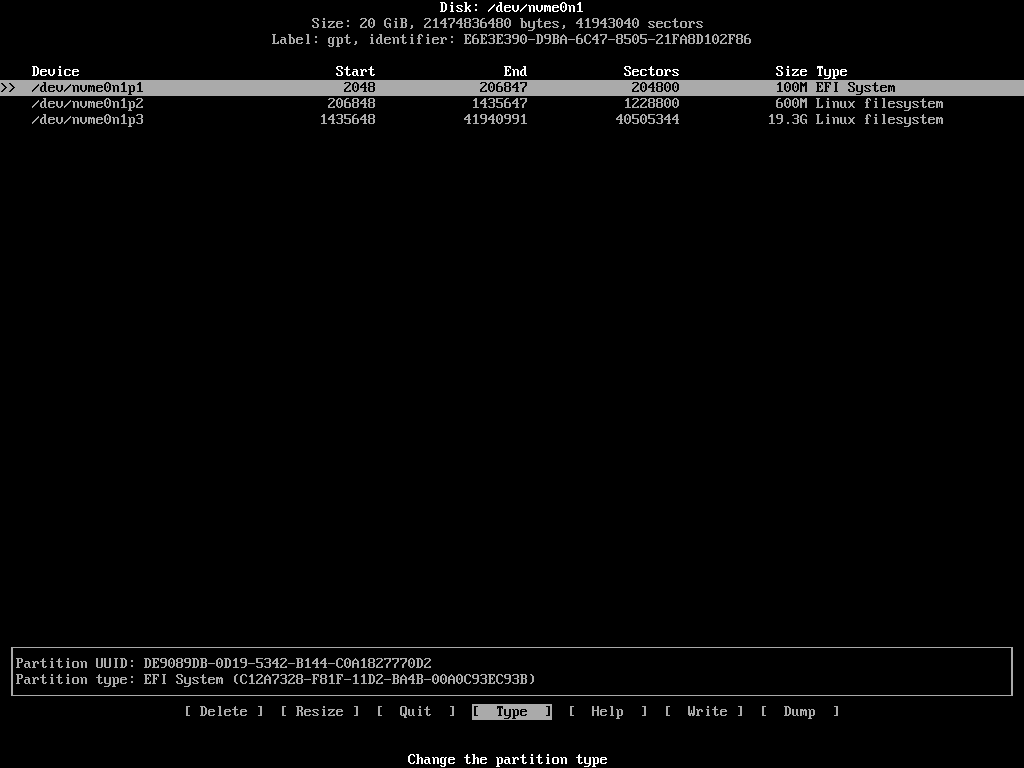 Disk: /dev/nvme0n1
Size: 20 GiB, 21474836480 bytes, 41943040 sectors
Label: gpt, identifier: E6E3E390-D9BA-6C47-8505-21FA8D102F86
Device Start End Sectors Size Type
>> /dev/nvme0n1p1 2048 206847 204800 100M EFI System
/dev/nvme0n1p2 206848 1435647 1228800 600M Linux filesystem
/dev/nvme0n1p3 1435648 41940991 40505344 19.3G Linux filesystem
Partition UUID: DE9089DB-0D19-5342-B144-C0A1827770D2
Partition type: EFI System (C12A7328-F81F-11D2-BA4B-00A0C93EC93B)
[ Delete ] [ Resize ] [ Quit ] [ Type ] [ Help ] [ Write ] [ Dump ]
Change the partition type